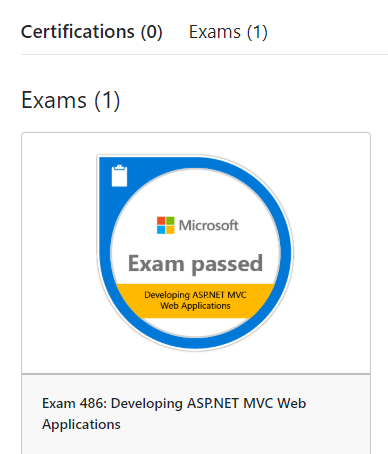 Certifications (0) Exams (1)
Exams (1)
Microsoft
Exam passed
Developing ASP.NET MVC
Web Applications
Exam 486: Developing ASP.NET MVC Web
Applications